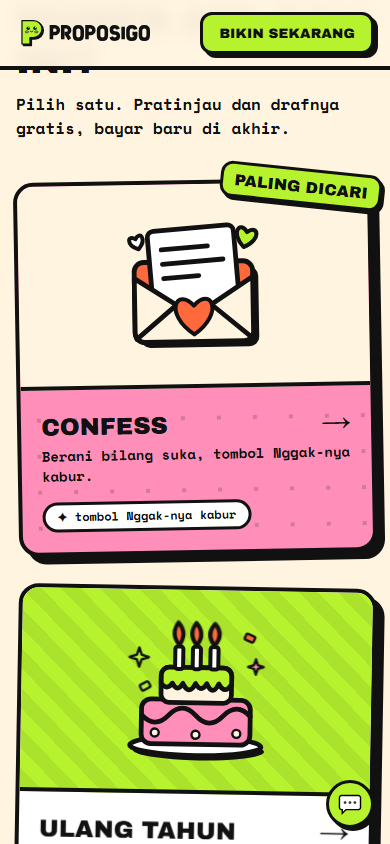 PROPOSIGO
BIKIN SEKARANG
Pilih satu. Pratinjau dan drafnya
gratis, bayar baru di akhir.
PALING DICARI
CONFESS →
Berani bilang suka, tombol Nggak-nya
kabur.
✦ tombol Nggak-nya kabur
ULANG TAHUN →